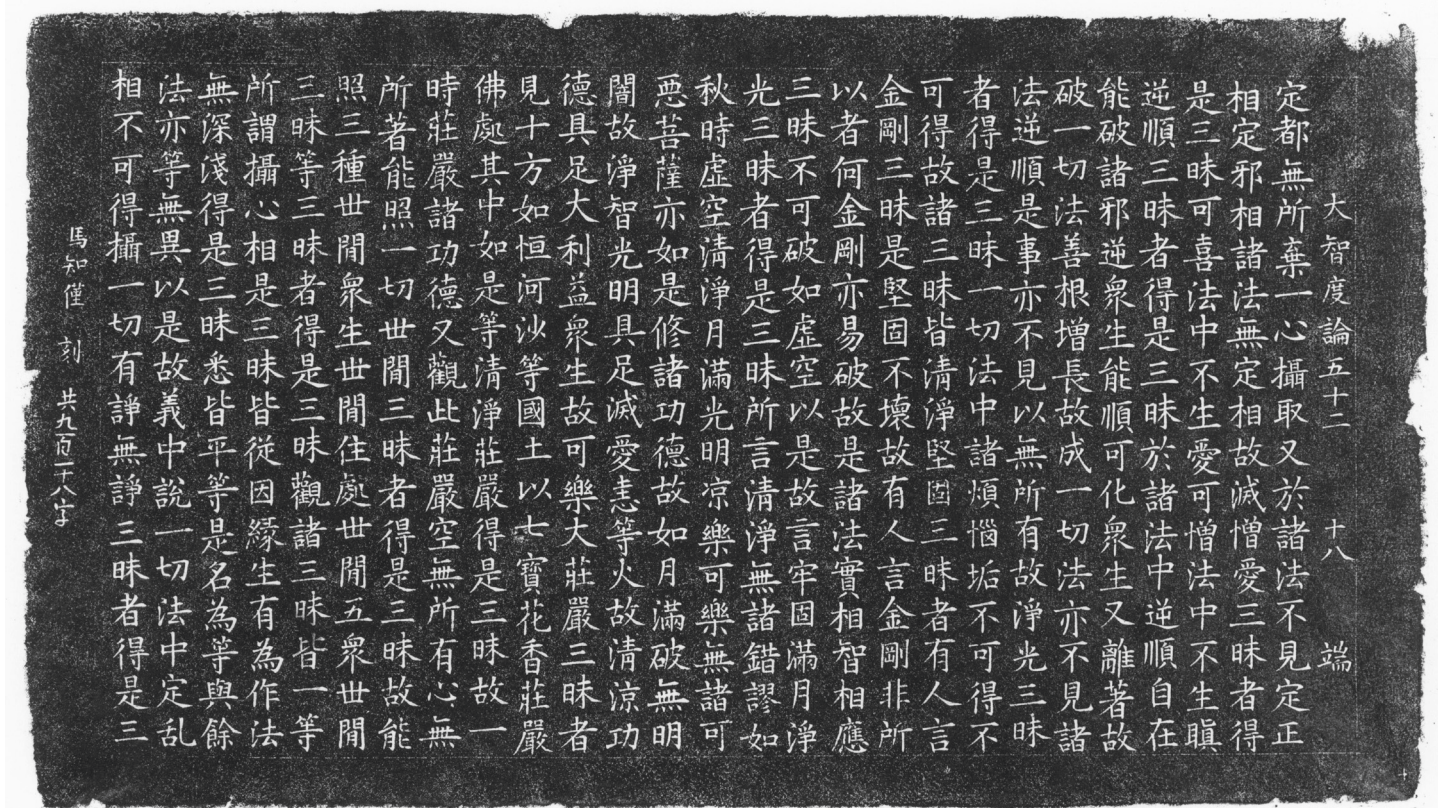 大智度論五十二 十八 端
定都無所棄一心攝取又於諸法不見定正
相定邪相諸法無定相故滅憎愛三昧者得
是三昧可喜法中不生愛可憎法中不生瞋
逆順三昧者得是三昧於諸法中逆順自在
能破諸邪逆衆生能順可化衆生又離著故
破一切法善根增長故成一切法亦不見諸
法逆順是事亦不見以無所有故淨光三昧
者得是三昧一切法中諸煩惱垢不可得不
可得故諸三昧皆清淨堅固三昧者有人言
金剛三昧是堅固不壞故有人言金剛非所
以者何金剛亦易破故是諸法實相智相應
三昧不可破如虛空以是故言牢固滿月淨
光三昧者得是三昧所言清淨無諸錯謬如
秋時虛空清淨月滿光明凉樂可樂無諸可
惡菩薩亦如是修諸功德故如月滿破無明
闇故淨智光明具足滅愛恚等火故清涼功
德具足大利益衆生故可樂大莊嚴三昧者
見十方如恒河沙等國土以七寶花香莊嚴
佛處其中如是等清淨莊嚴得是三昧故一
時莊嚴諸功德又觀此莊嚴空無所有心無
所著能照一切世閒三昧者得是三昧故能
照三種世閒衆生世閒住處世閒五衆世閒
三昧等三昧者得是三昧觀諸三昧皆一等
所謂攝心相是三昧皆從因緣生有為作法
無深淺得是三昧悉皆平等是名為等與餘
法亦等無異以是故義中說一切法中定乱
相不可得攝一切有諍無諍三昧者得是三
馬知僅 刻 共九百一十八字